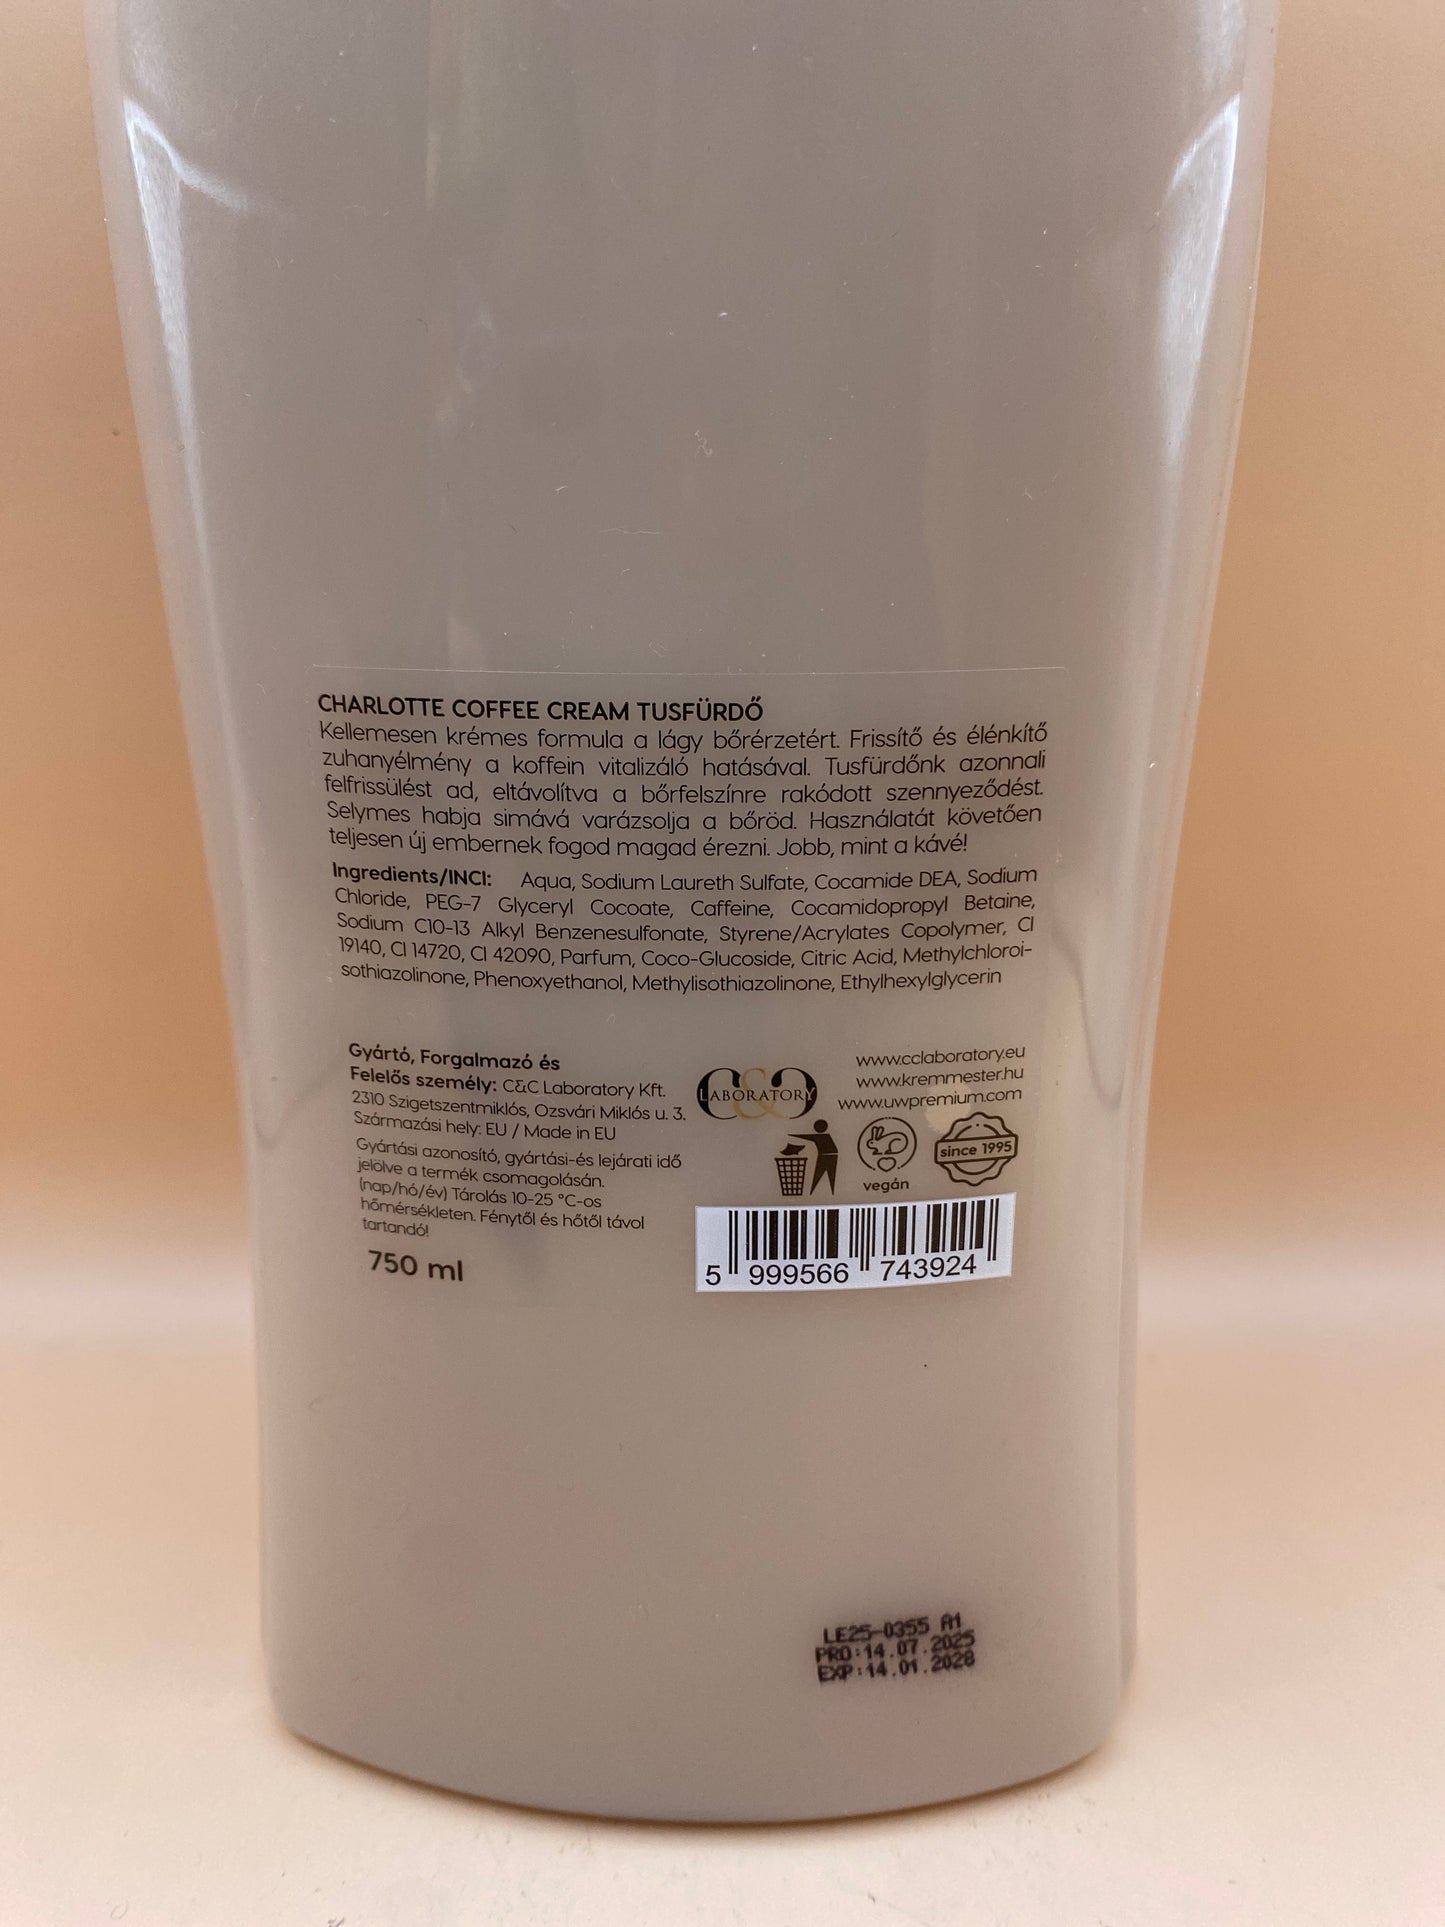 CHARLOTTE COFFEE CREAM TUSFÜRDŐ
Kellemesen krémes formula a lágy bőrérzetért. Frissítő és élénkítő
zuhanyélmény a koffein vitalizáló hatásával. Tusfürdőnk azonnali
felfrissülést ad, eltávolítva a bőrfelszínre rakódott szennyeződést.
Selymes habja simává varázsolja a bőröd. Használatát követően
teljesen új embernek fogod magad érezni. Jobb, mint a kávé!
Ingredients/INCI: Aqua, Sodium Laureth Sulfate, Cocamide DEA, Sodium
Chloride, PEG-7 Glyceryl Cocoate, Caffeine, Cocamidopropyl Betaine,
Sodium C10-13 Alkyl Benzenesulfonate, Styrene/Acrylates Copolymer, CI
19140, CI 14720, CI 42090, Parfum, Coco-Glucoside, Citric Acid, Methylchloroi-
sothiazolinone, Phenoxyethanol, Methylisothiazolinone, Ethylhexylglycerin
Gyártó, Forgalmazó és
Felelős személy: C&C Laboratory Kft.
2310 Szigetszentmiklós, Ozsvári Miklós u. 3.
Származási hely: EU / Made in EU
Gyártási azonosító, gyártási-és lejárati idő
jelölve a termék csomagolásán.
(nap/hó/év) Tárolás 10-25 °C-os
hőmérsékleten. Fénytől és hőtől távol
tartandó!
750 ml
C&C
LABORATORY
www.cclaboratory.eu
www.kremmester.hu
www.uwpremium.com
vegán
since 1995
5 999566 743924
LE25-0355 A1
PRO:14.07.2025
EXP:14.01.2028